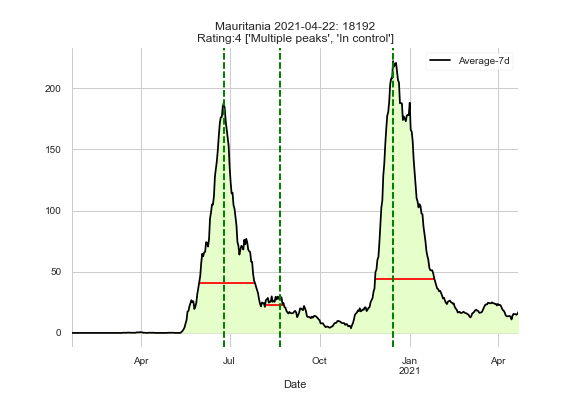 Mauritania 2021-04-22: 18192
Rating:4 ['Multiple peaks', 'In control']
Average-7d
200
150
100
50
0
Apr
Jul
Oct
Jan
2021
Apr
Date